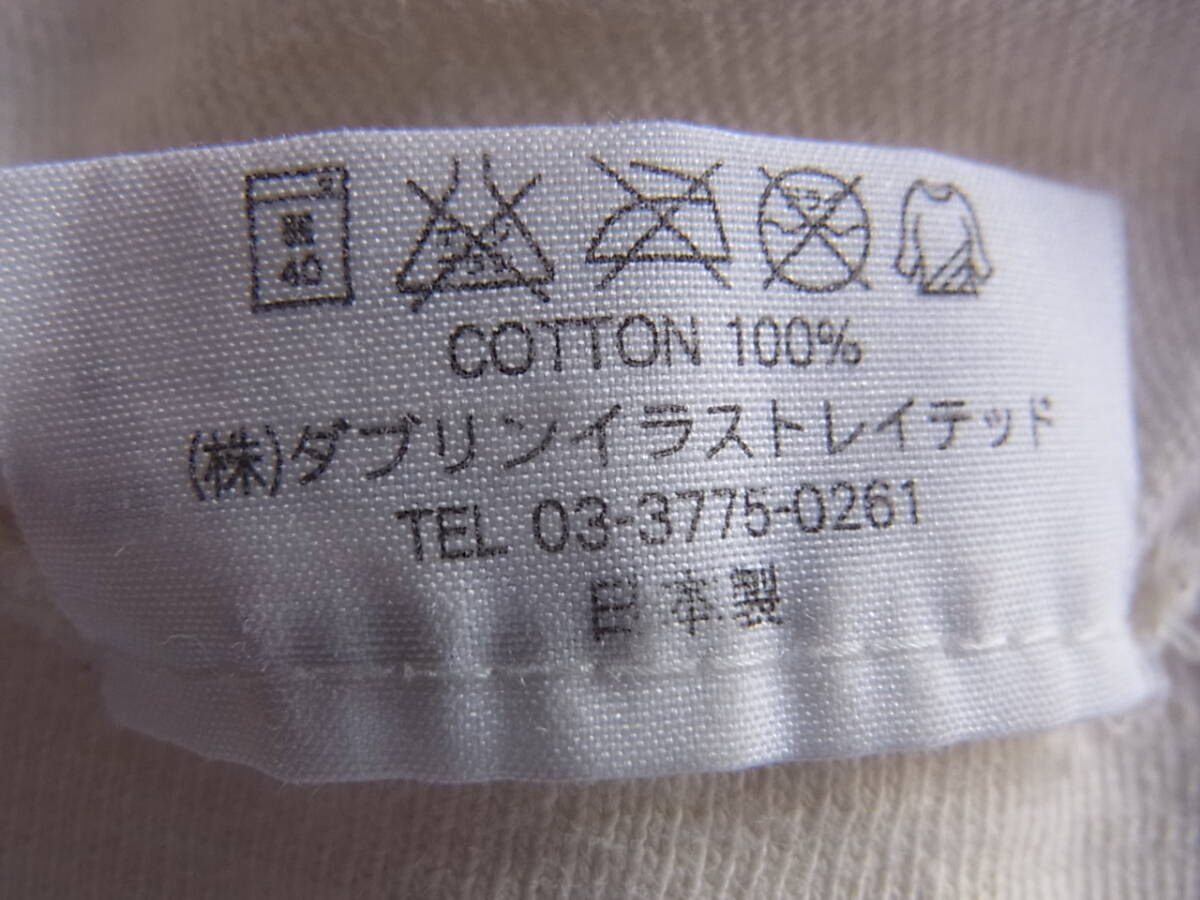 40
COTTON 100%
(株)ダブリンイラストレイテッド
TEL 03-3775-0261
日本製